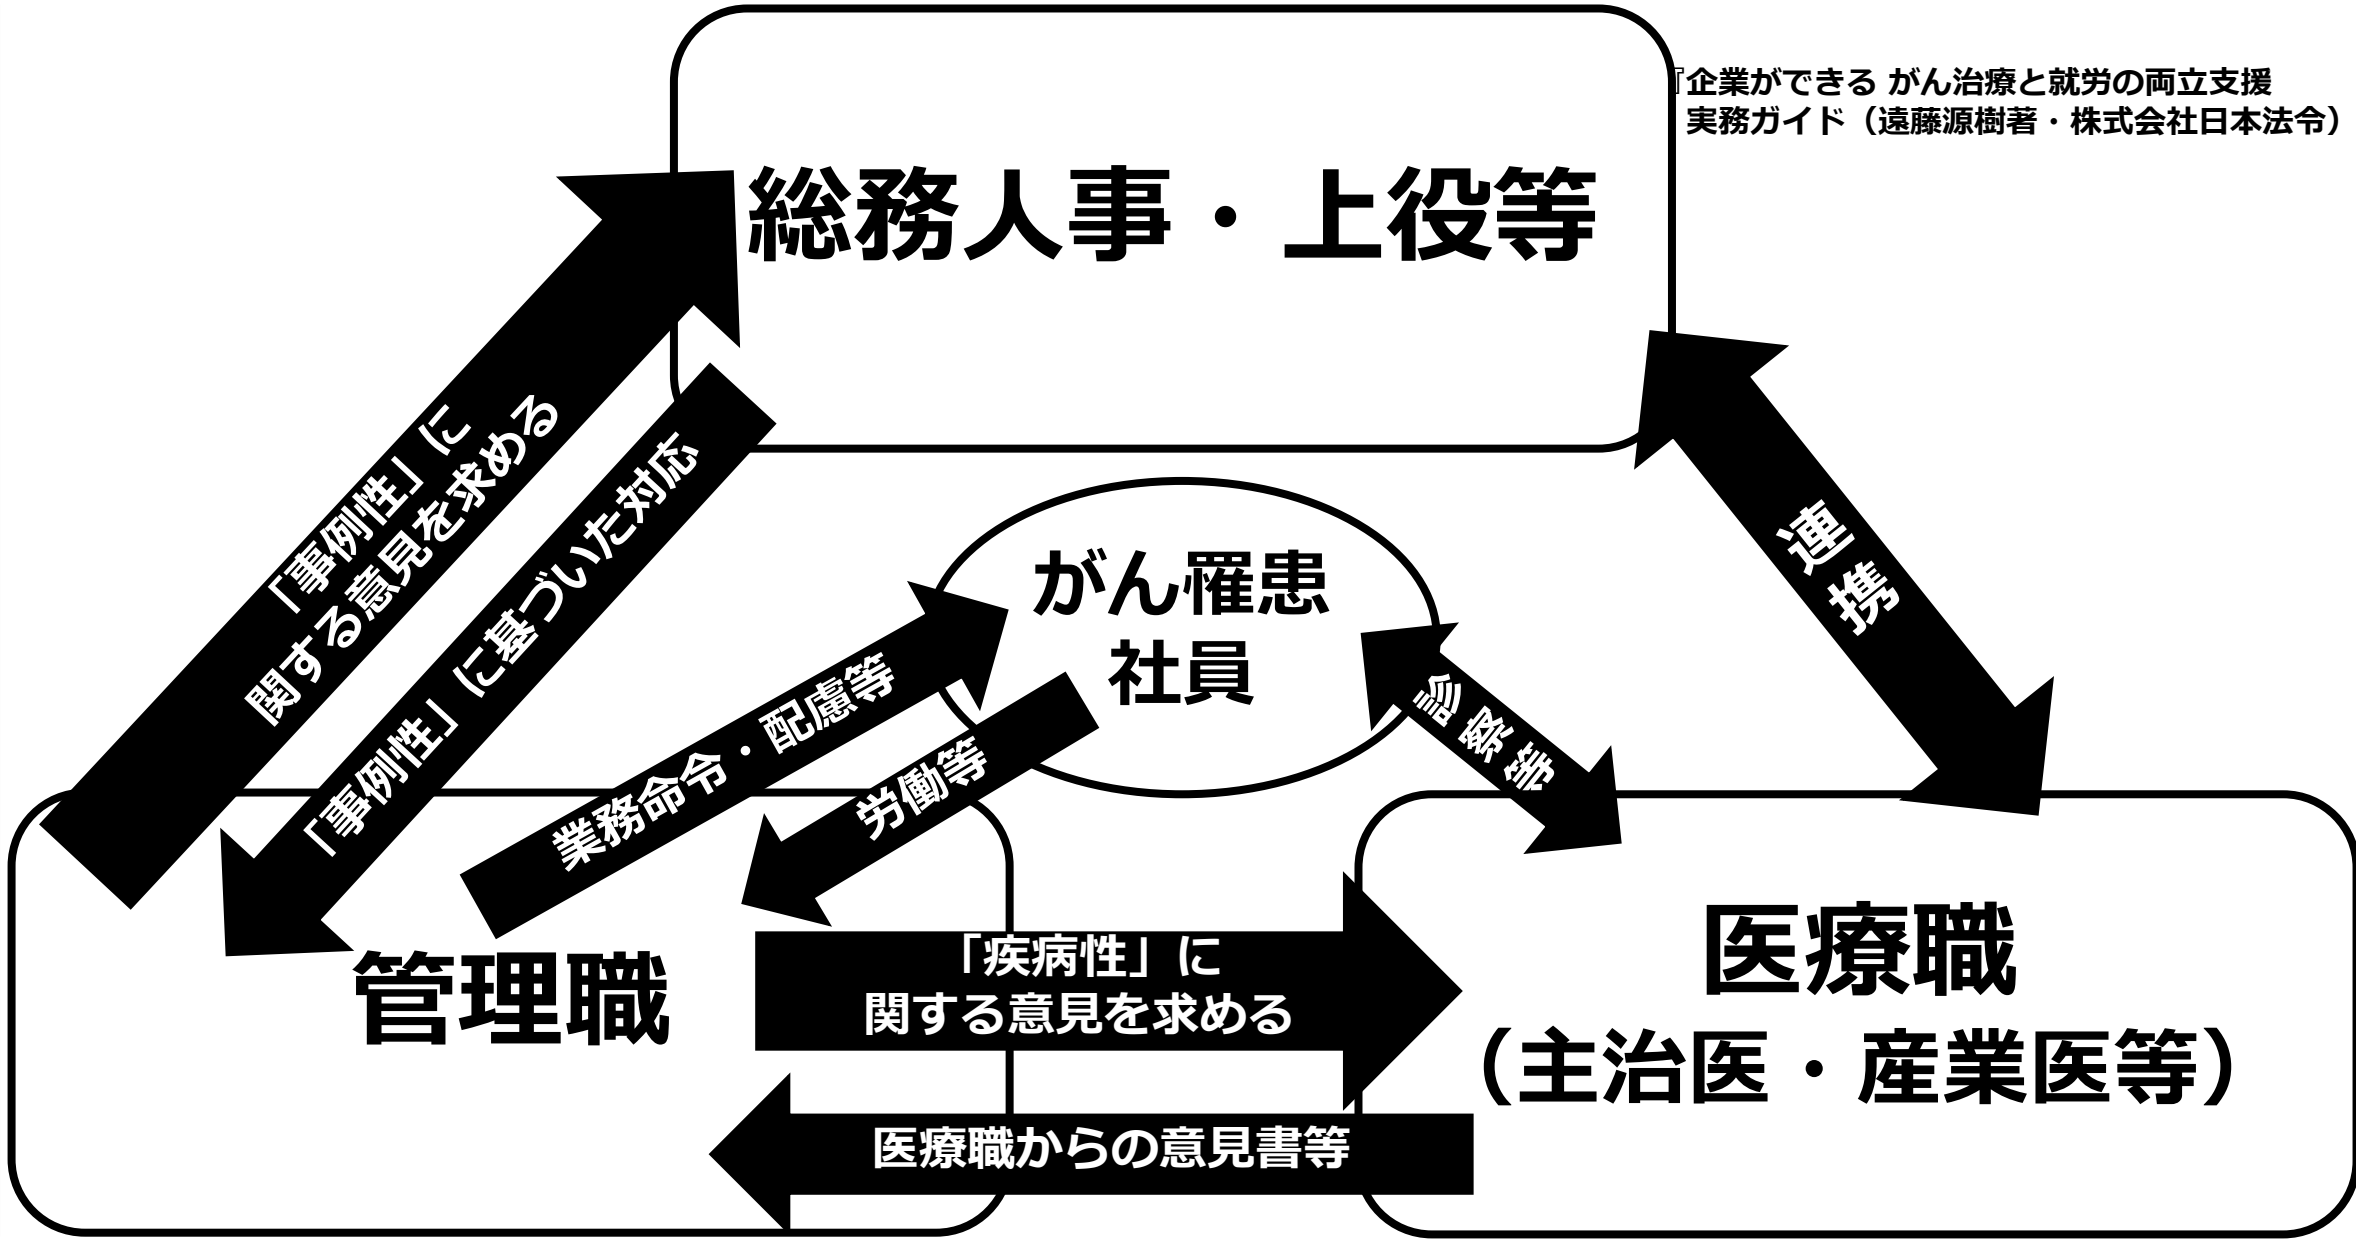 『企業ができる がん治療と就労の両立支援
実務ガイド（遠藤源樹著・株式会社日本法令）
総務人事・上役等
「事例性」に
関する意見を求める
「事例性」に基づいた対応
連携
がん罹患
社員
業務命令・配慮等
労働等
診察等
管理職
「疾病性」に
関する意見を求める
医療職からの意見書等
医療職
（主治医・産業医等）